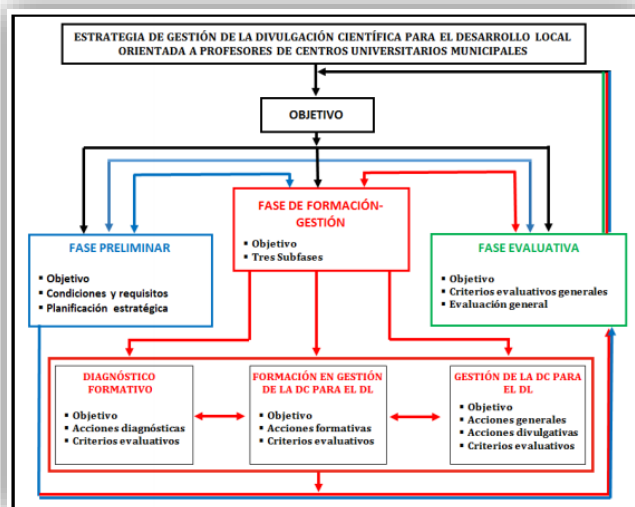 ESTRATEGIA DE GESTIÓN DE LA DIVULGACIÓN CIENTÍFICA PARA EL DESARROLLO LOCAL
ORIENTADA A PROFESORES DE CENTROS UNIVERSITARIOS MUNICIPALES
OBJETIVO
FASE DE FORMACIÓN-
GESTIÓN
▪ Objetivo
▪ Tres Subfases
FASE PRELIMINAR
▪ Objetivo
▪ Condiciones y requisitos
▪ Planificación estratégica
FASE EVALUATIVA
▪ Objetivo
▪ Criterios evaluativos generales
▪ Evaluación general
DIAGNÓSTICO
FORMATIVO
▪ Objetivo
▪ Acciones diagnósticas
▪ Criterios evaluativos
FORMACIÓN EN GESTIÓN
DE LA DC PARA EL DL
▪ Objetivo
▪ Acciones formativas
▪ Criterios evaluativos
GESTIÓN DE LA DC PARA
EL DL
▪ Objetivo
▪ Acciones generales
▪ Acciones divulgativas
▪ Criterios evaluativos